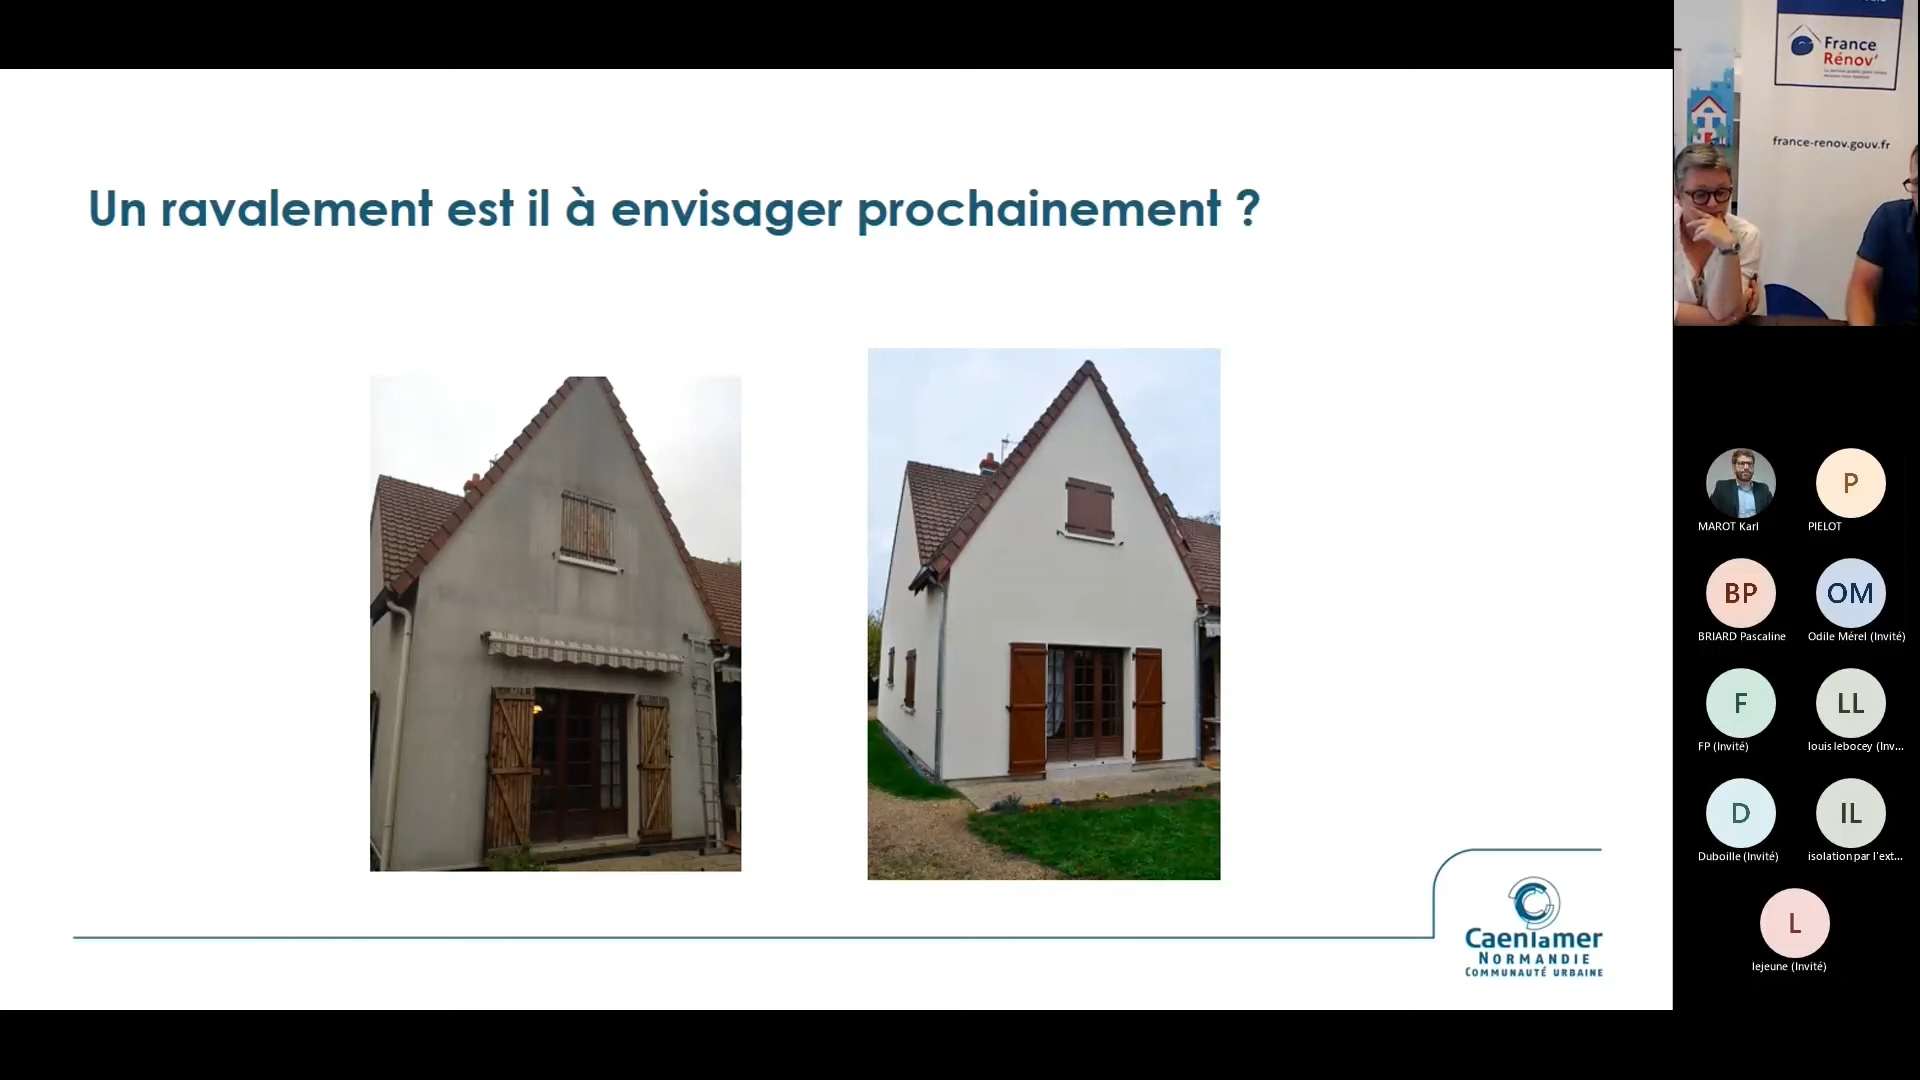 Un ravalement est il à envisager prochainement ?
Caenlamer
NORMANDIE
COMMUNAUTÉ URBAINE
France
Rénov'
france-renov.gouv.fr
MAROT Karl
P
PIELOT
BP
BRIARD Pascaline
OM
Odile Mérel (Invité)
F
FP (Invité)
LL
louis lebocey (Inv...
D
Duboille (Invité)
IL
isolation par l'ext...
L
lejeune (Invité)